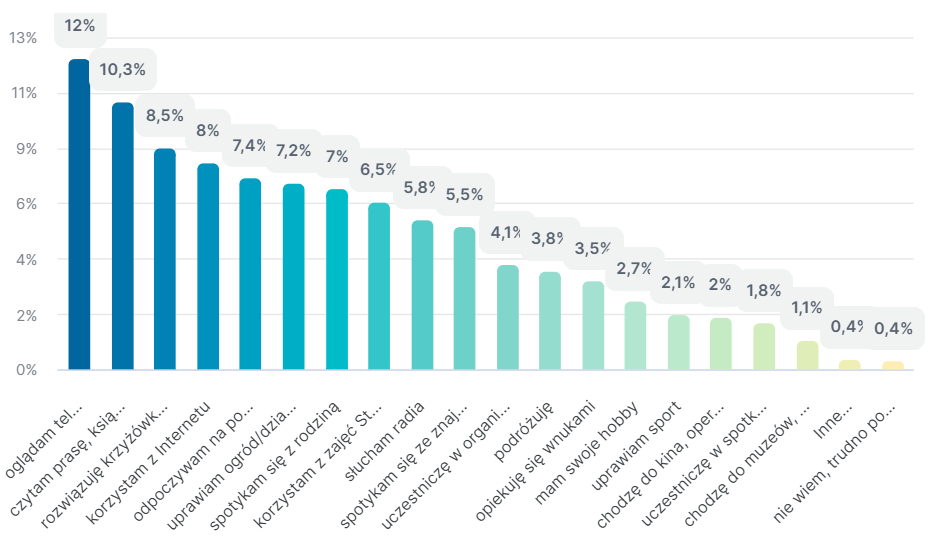 13%
11%
9%
6%
4%
2%
0%
12%
10,3%
8,5%
8%
7,4%
7,2%
7%
6,5%
5,8%
5,5%
4,1%
3,8%
3,5%
2,7%
2,1%
2%
1,8%
1,1%
0,4%
0,4%
oglądam tel...
czytam prasę, ksią...
rozwiązuję krzyżówk...
korzystam z Internetu
odpoczywam na po...
uprawiam ogród/dzia...
spotykam się z rodziną
korzystam z zajęć St...
słucham radia
spotykam się ze znaj...
uczestniczę w organi...
podróżuję
opiekuję się wnukami
mam swoje hobby
uprawiam sport
chodzę do kina, oper...
uczestniczę w spotk...
chodzę do muzeów, ...
Inne...
nie wiem, trudno po...